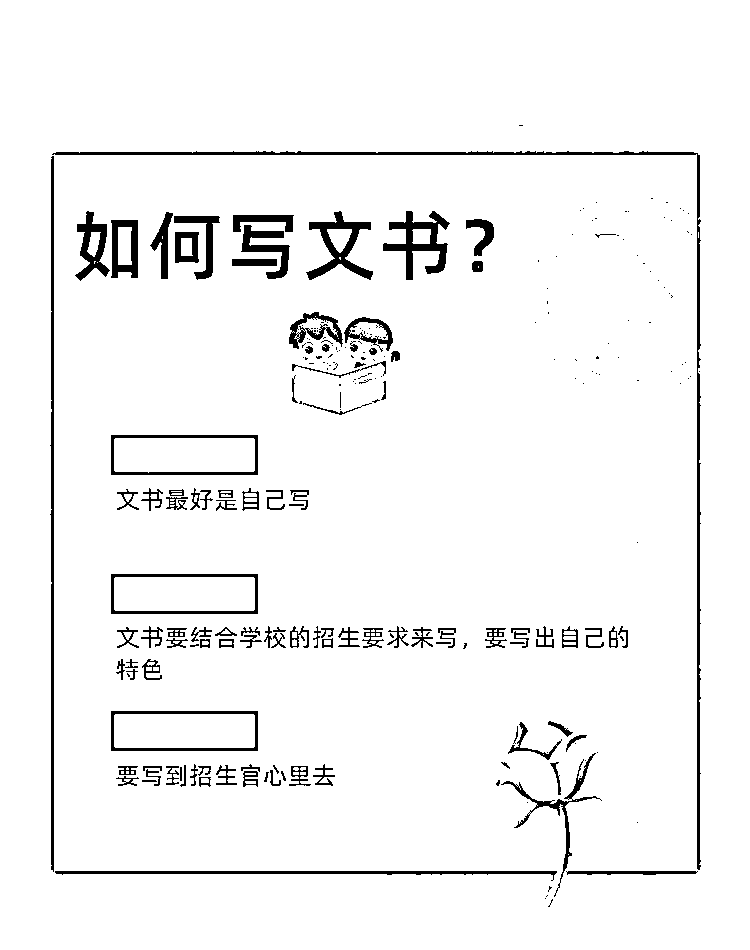 如何写文书？
文书最好是自己写
文书要结合学校的招生要求来写，要写出自己的
特色
要写到招生官心里去